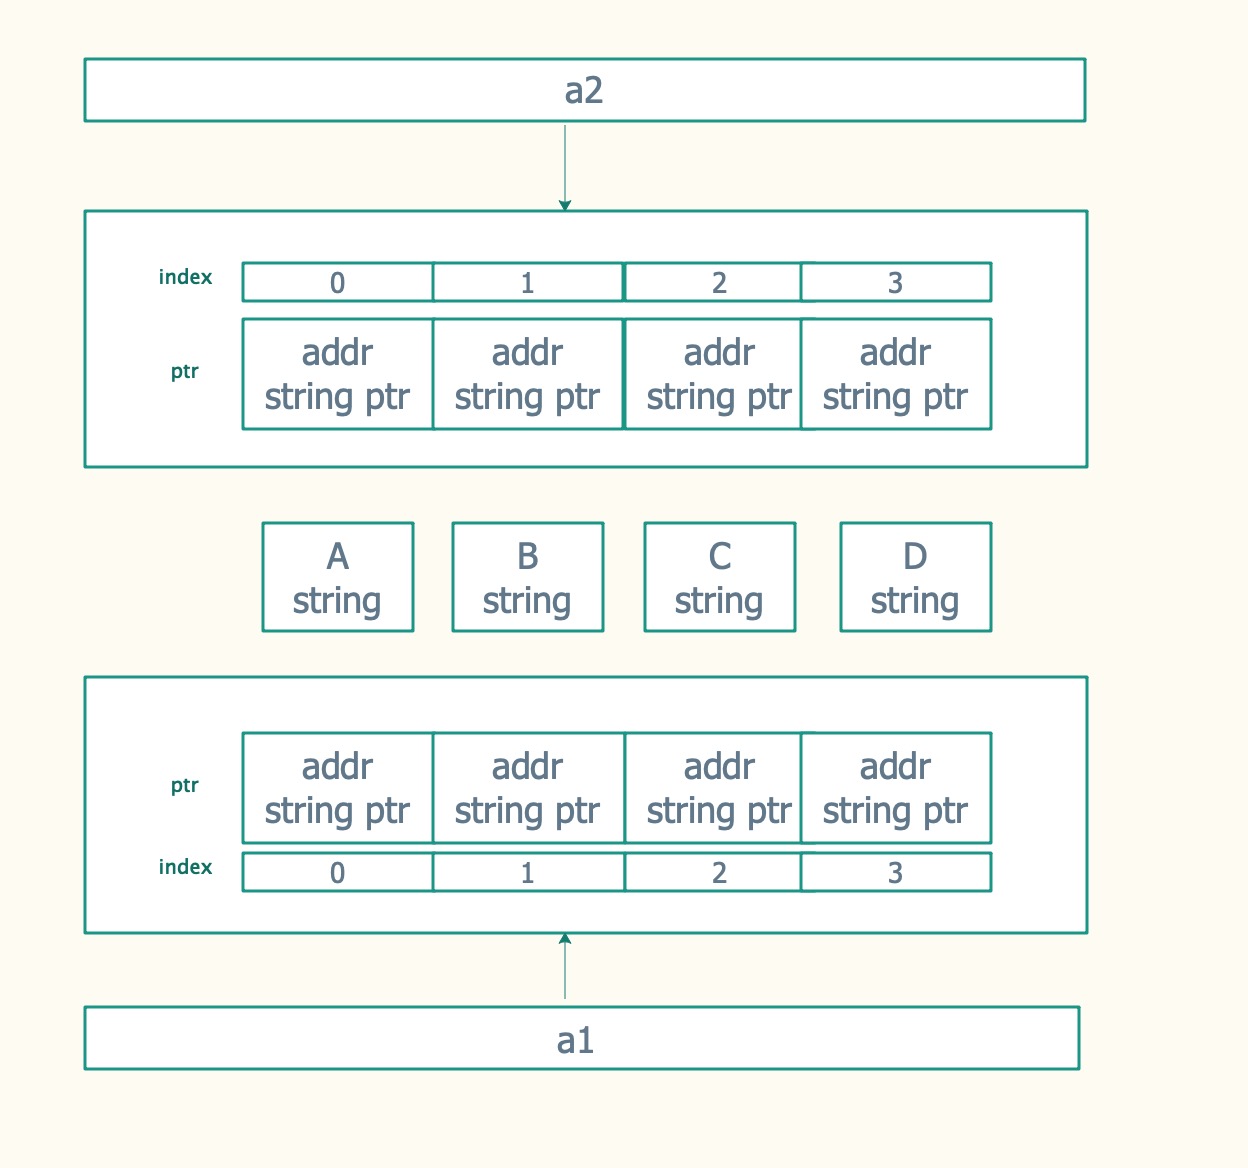 a2
index 0 1 2 3
addr addr addr addr
ptr
string ptr string ptr string ptr string ptr
A B C D
string string string string
addr addr addr addr
ptr
string ptr string ptr string ptr string ptr
index 0 1 2 3
a1